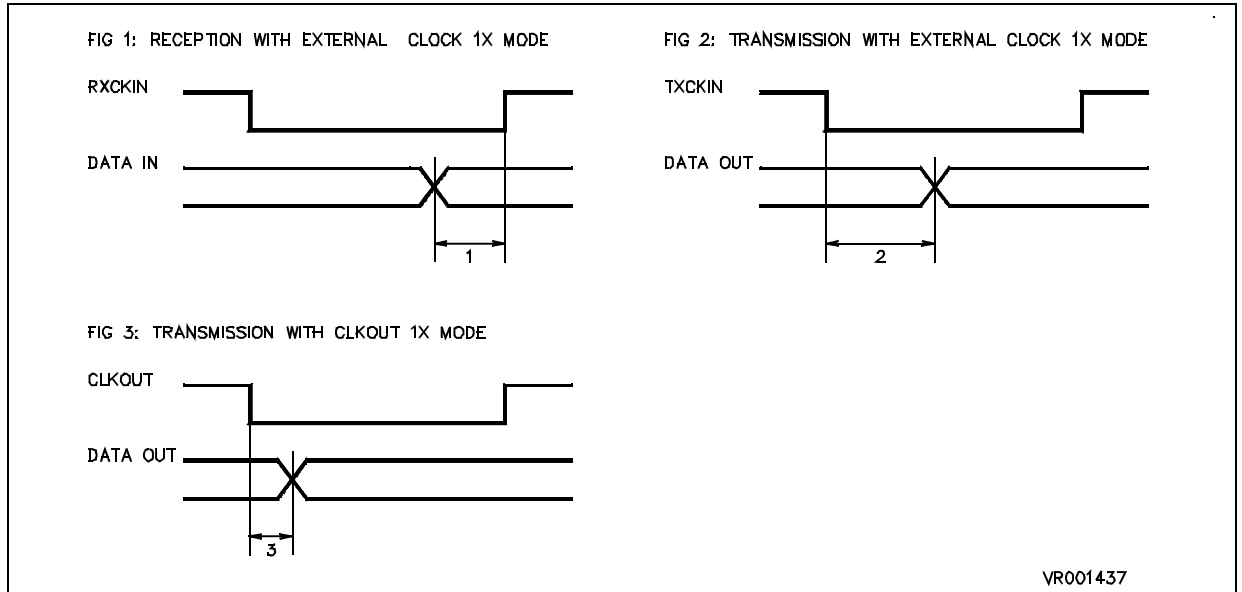 FIG 1: RECEPTION WITH EXTERNAL CLOCK 1X MODE
RXCKIN
DATA IN
1
FIG 2: TRANSMISSION WITH EXTERNAL CLOCK 1X MODE
TXCKIN
DATA OUT
2
FIG 3: TRANSMISSION WITH CLKOUT 1X MODE
CLKOUT
DATA OUT
3
VR001437